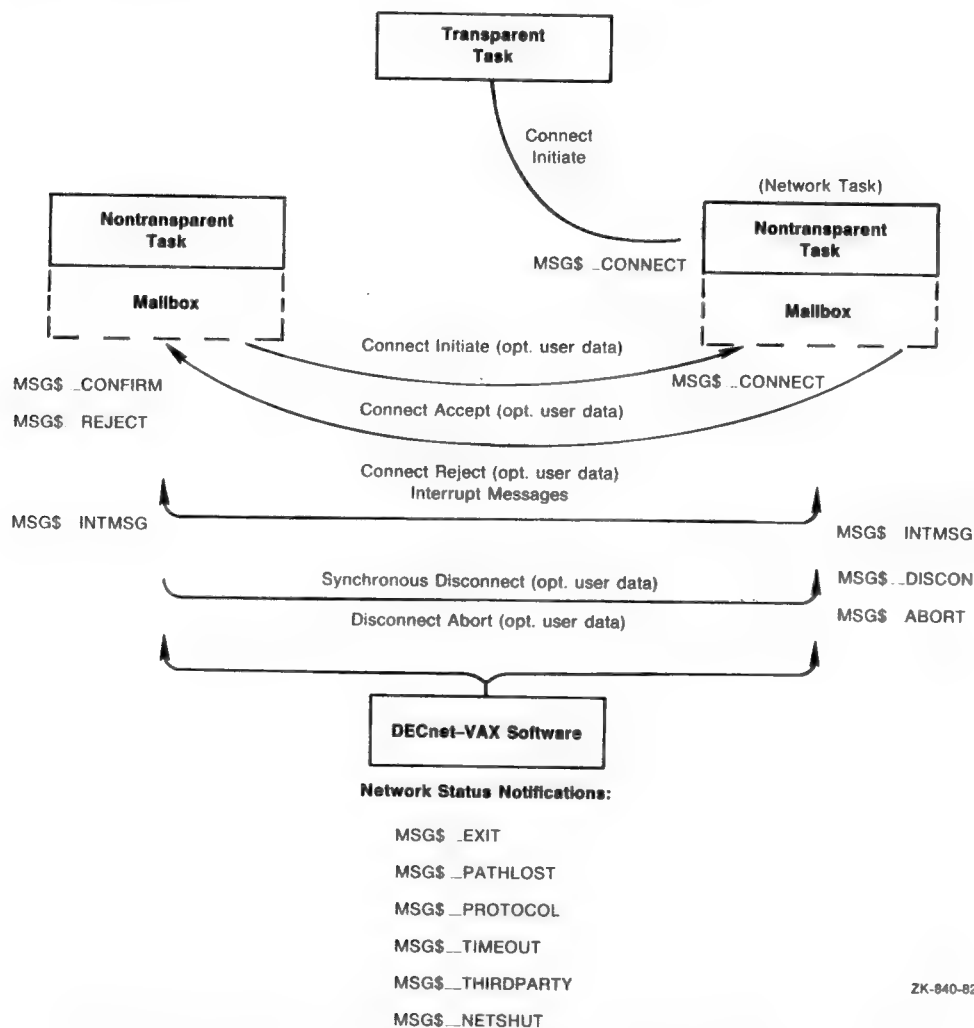 Transparent
Task
Connect
Initiate
(Network Task)
Nontransparent
Task
Nontransparent
Task
MSG$ _CONNECT
Mailbox
Mailbox
Connect Initiate (opt. user data)
MSG$ _CONFIRM
MSG$ _CONNECT
Connect Accept (opt. user data)
MSG$ REJECT
Connect Reject (opt. user data)
Interrupt Messages
MSG$ INTMSG
MSG$ INTMSG
Synchronous Disconnect (opt. user data)
MSG$ _DISCON
Disconnect Abort (opt. user data)
MSG$ ABORT
DECnet–VAX Software
Network Status Notifications:
MSG$ _EXIT
MSG$ _PATHLOST
MSG$ _PROTOCOL
MSG$ _TIMEOUT
MSG$ _THIRDPARTY
MSG$ _NETSHUT
ZK-840-82